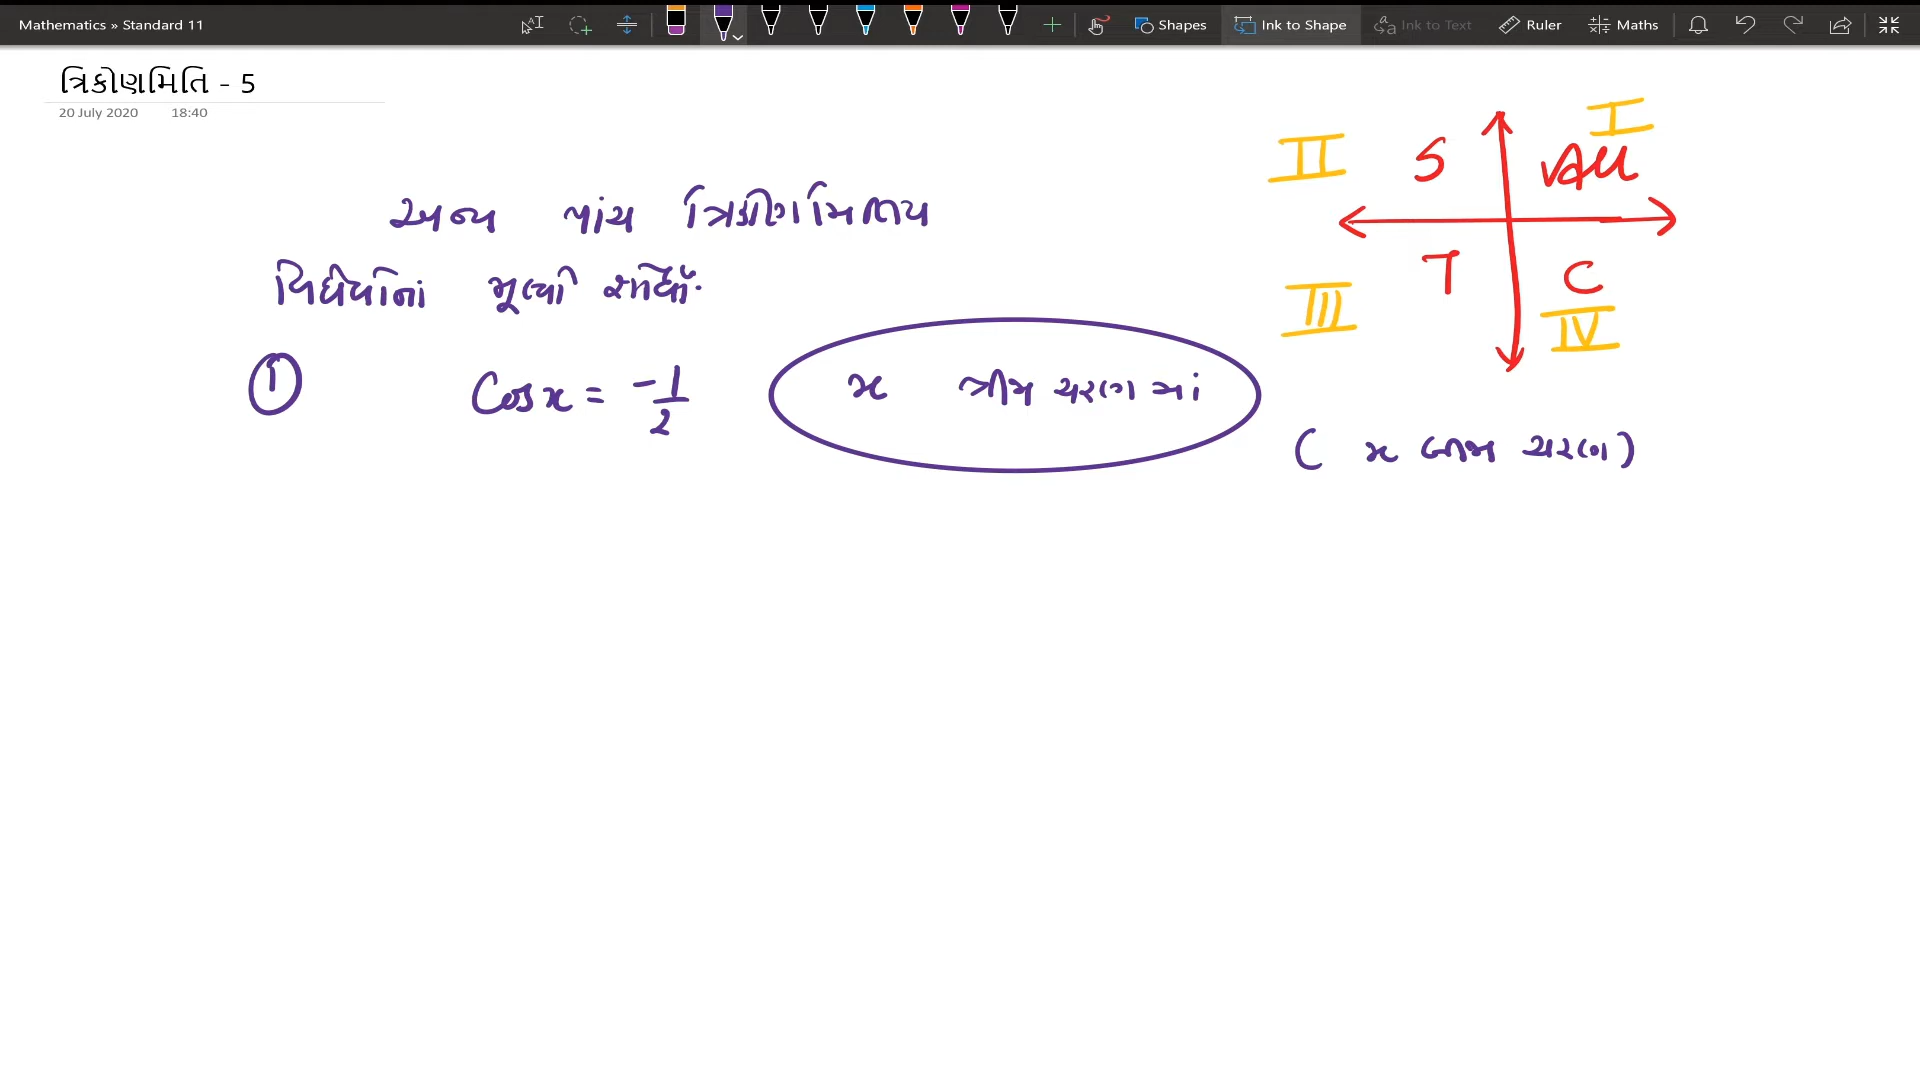 Mathematics » Standard 11
Shapes Ink to Shape Ink to Text Ruler Maths
ત્રિકોણમિતિ - 5
20 July 2020 18:40
I
II S All
T C
III IV
અન્ય પાંચ ત્રિકોણમિતીય
વિધેયોનાં મૂલ્યો શોધો.
1 Cos x = -1/2 x ત્રીજા ચરણમાં
( x બીજા ચરણ )